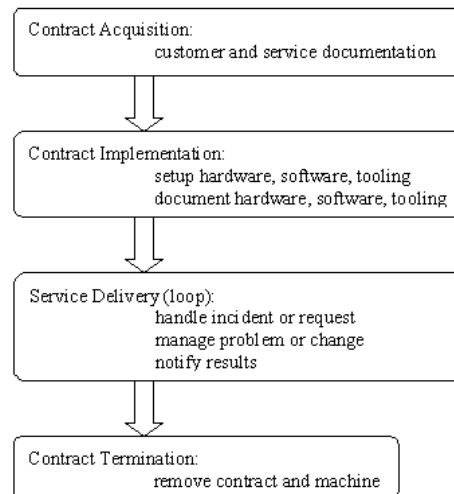 Contract Acquisition:
customer and service documentation
Contract Implementation:
setup hardware, software, tooling
document hardware, software, tooling
Service Delivery (loop):
handle incident or request
manage problem or change
notify results
Contract Termination:
remove contract and machine